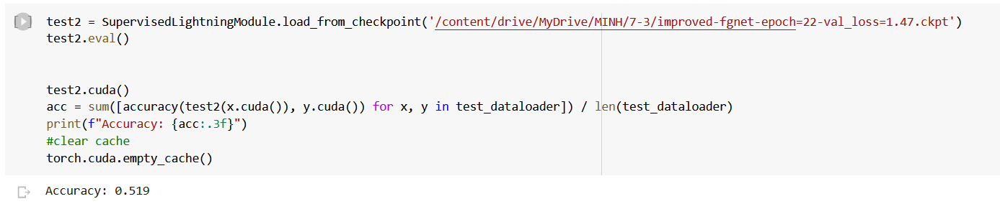 test2 = SupervisedLightningModule.load_from_checkpoint('/content/drive/MyDrive/MINH/7-3/improved-fgnet-epoch=22-val_loss=1.47.ckpt')
test2.eval()
test2.cuda()
acc = sum([accuracy(test2(x.cuda()), y.cuda()) for x, y in test_dataloader]) / len(test_dataloader)
print(f"Accuracy: {acc:.3f}")
#clear cache
torch.cuda.empty_cache()
Accuracy: 0.519